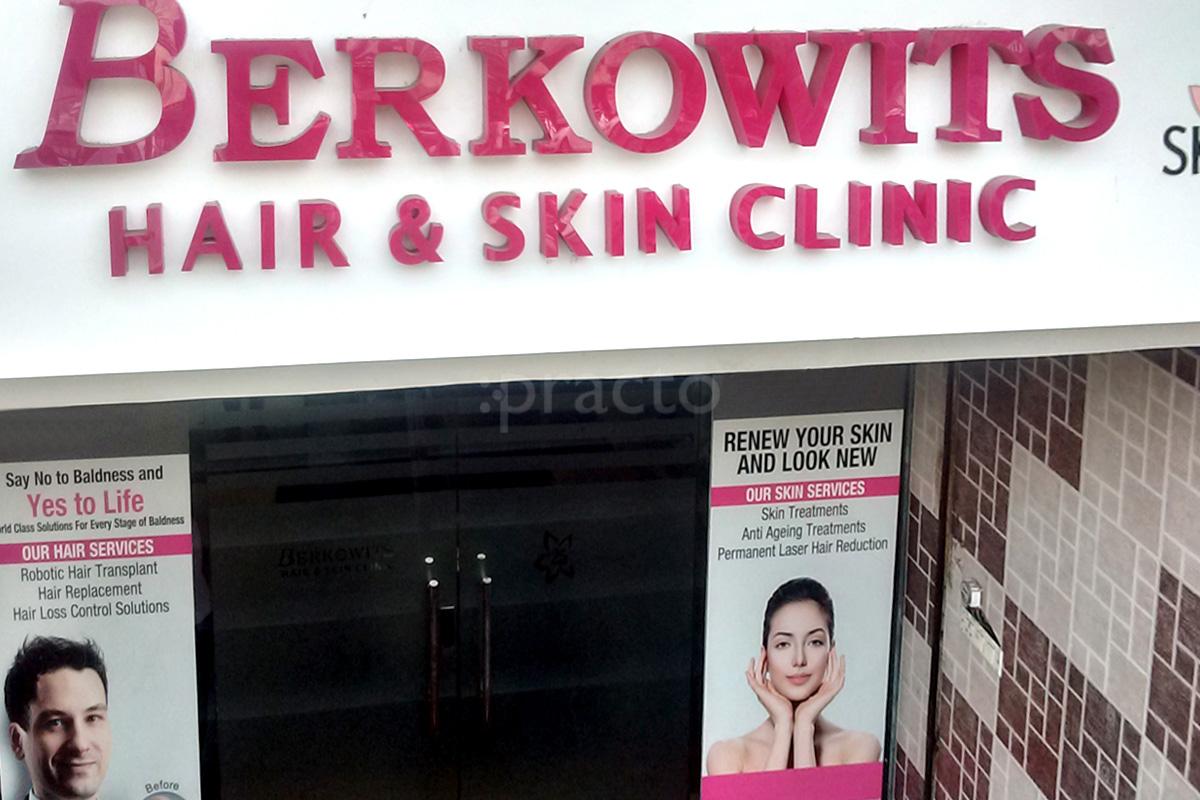 BERKOWITS
HAIR & SKIN CLINIC
SK
:practo
Say No to Baldness and
Yes to Life
rld Class Solutions For Every Stage of Baldness
OUR HAIR SERVICES
Robotic Hair Transplant
Hair Replacement
Hair Loss Control Solutions
Before
BERKOWITS
HAIR & SKIN CLINIC
RENEW YOUR SKIN
AND LOOK NEW
OUR SKIN SERVICES
Skin Treatments
Anti Ageing Treatments
Permanent Laser Hair Reduction